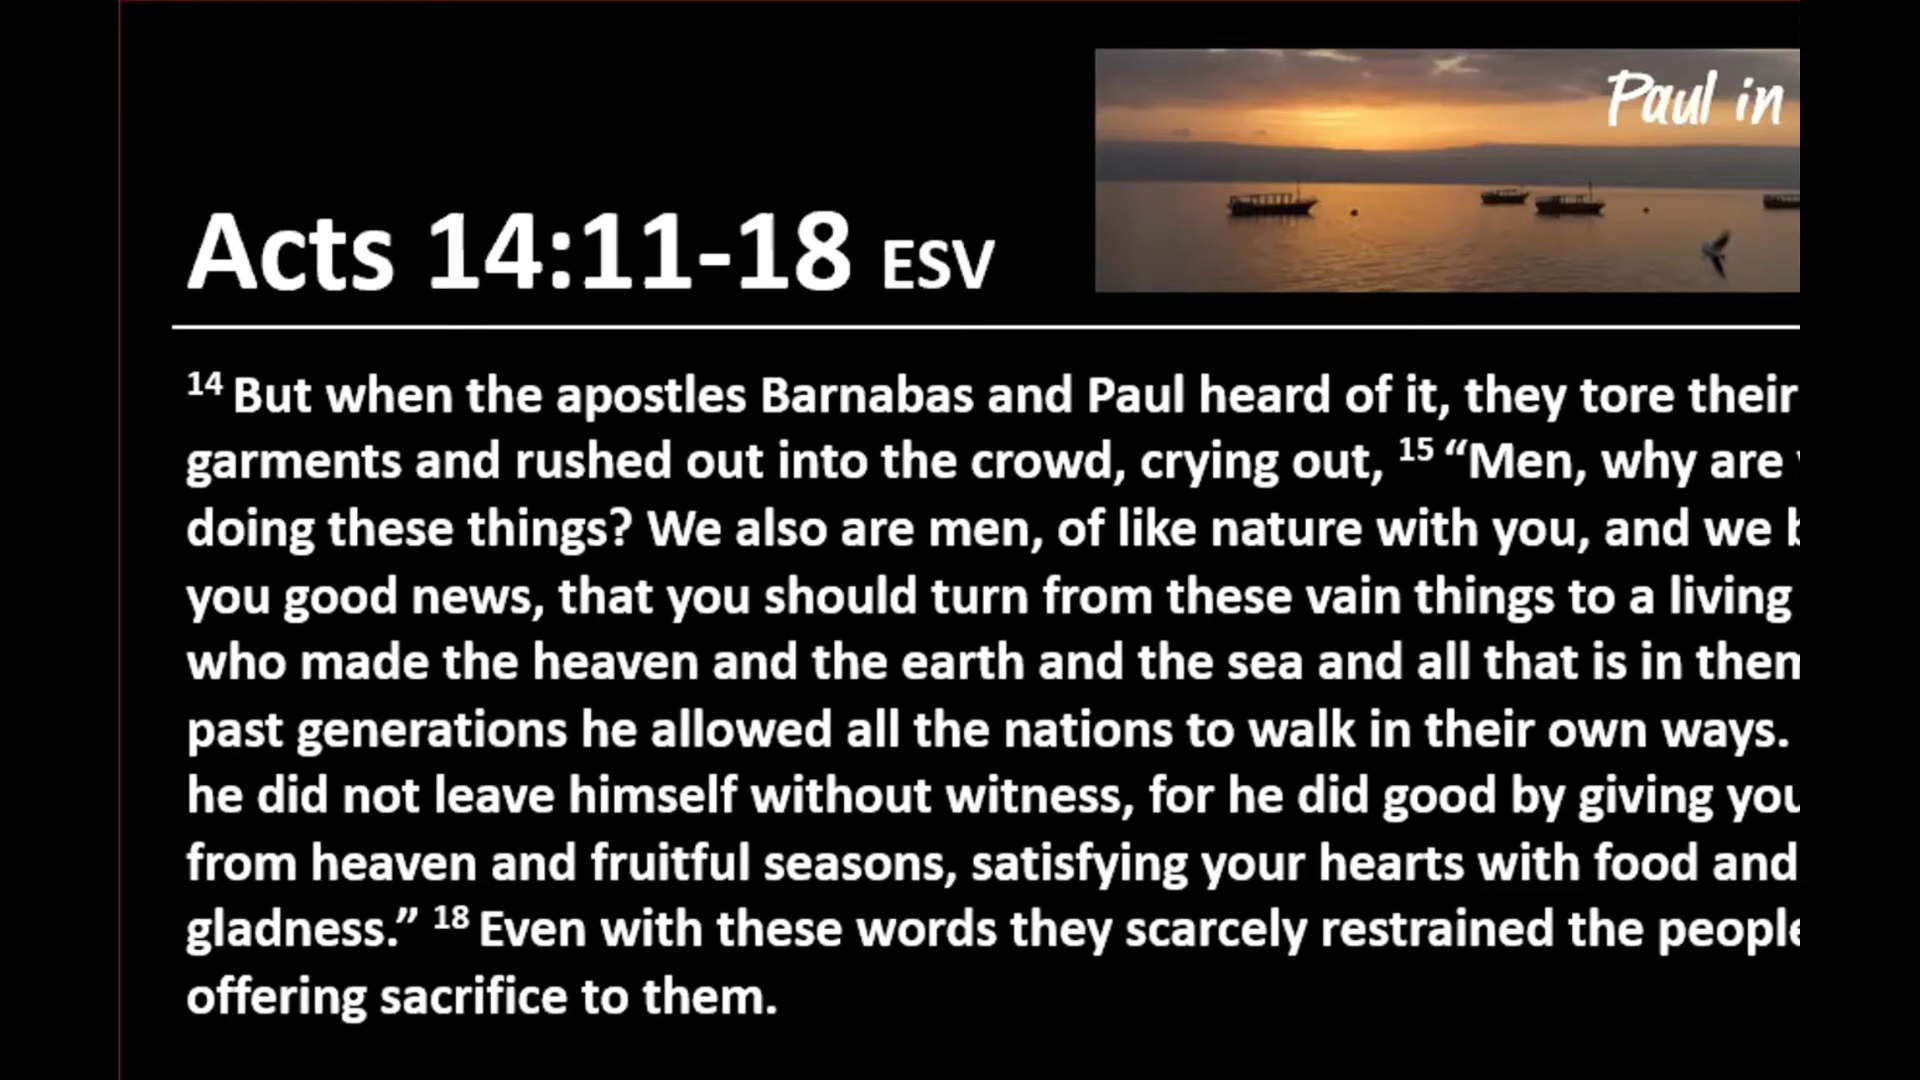 Paul in
Acts 14:11-18 ESV
14 But when the apostles Barnabas and Paul heard of it, they tore their
garments and rushed out into the crowd, crying out, 15 “Men, why are
doing these things? We also are men, of like nature with you, and we
you good news, that you should turn from these vain things to a living
who made the heaven and the earth and the sea and all that is in them
past generations he allowed all the nations to walk in their own ways.
he did not leave himself without witness, for he did good by giving you
from heaven and fruitful seasons, satisfying your hearts with food and
gladness.” 18 Even with these words they scarcely restrained the people
offering sacrifice to them.